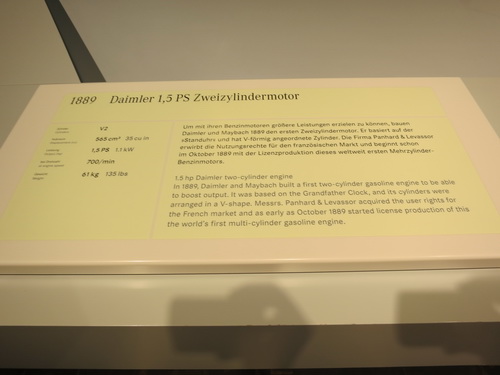 1889 Daimler 1,5 PS Zweizylindermotor
V2
565 cm³ 35 cu in
1,5 PS 1.1 kW
700/min
61 kg 135 lbs
Um mit ihren Benzinmotoren größere Leistungen erzielen zu können, bauen
Daimler und Maybach 1889 den ersten Zweizylindermotor. Er basiert auf der
»Standuhr« und hat V-förmig angeordnete Zylinder. Die Firma Panhard & Levassor
erwirbt die Nutzungsrechte für den französischen Markt und beginnt schon
im Oktober 1889 mit der Lizenzproduktion dieses weltweit ersten Mehrzylinder-
Benzinmotors.
1.5 hp Daimler two-cylinder engine
In 1889, Daimler and Maybach built a first two-cylinder gasoline engine to be able
to boost output. It was based on the Grandfather Clock, and its cylinders were
arranged in a V-shape. Messrs. Panhard & Levassor acquired the user rights for
the French market and as early as October 1889 started license production of this
the world's first multi-cylinder gasoline engine.